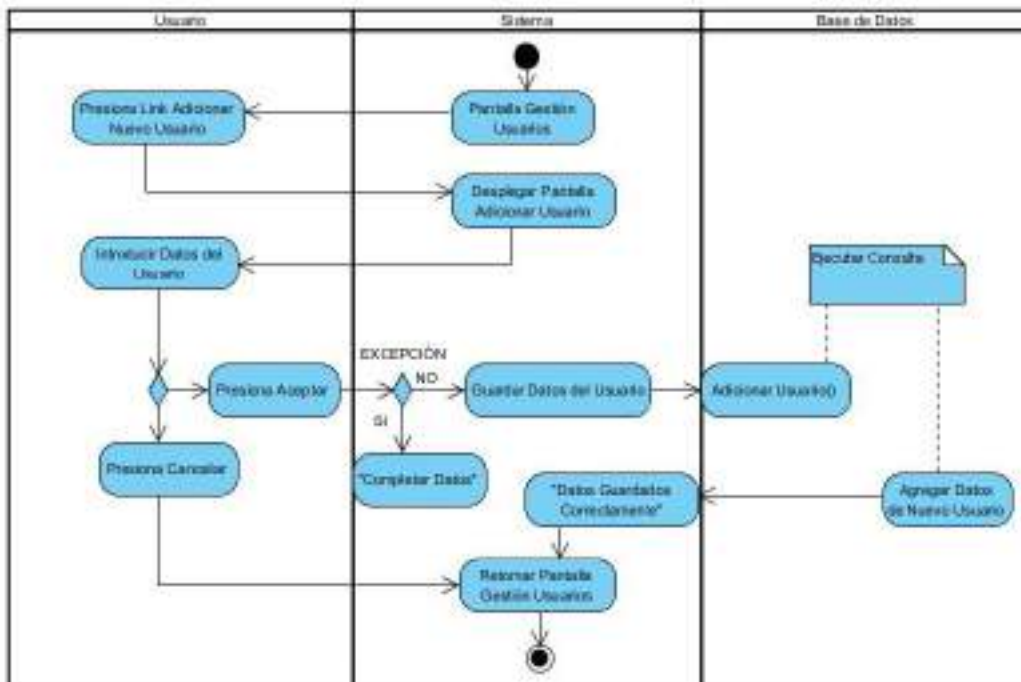 Usuario
Sistema
Base de Datos
Presiona Link Adicionar
Nuevo Usuario
Pantalla Gestión
Usuarios
Desplegar Pantalla
Adicionar Usuario
Introducir Datos del
Usuario
Ejecutar Consulta
EXCEPCIÓN
NO
SI
Presiona Aceptar
Guardar Datos del Usuario
Adicionar Usuario()
Presiona Cancelar
"Completar Datos"
"Datos Guardados
Correctamente"
Agregar Datos
de Nuevo Usuario
Retornar Pantalla
Gestión Usuarios